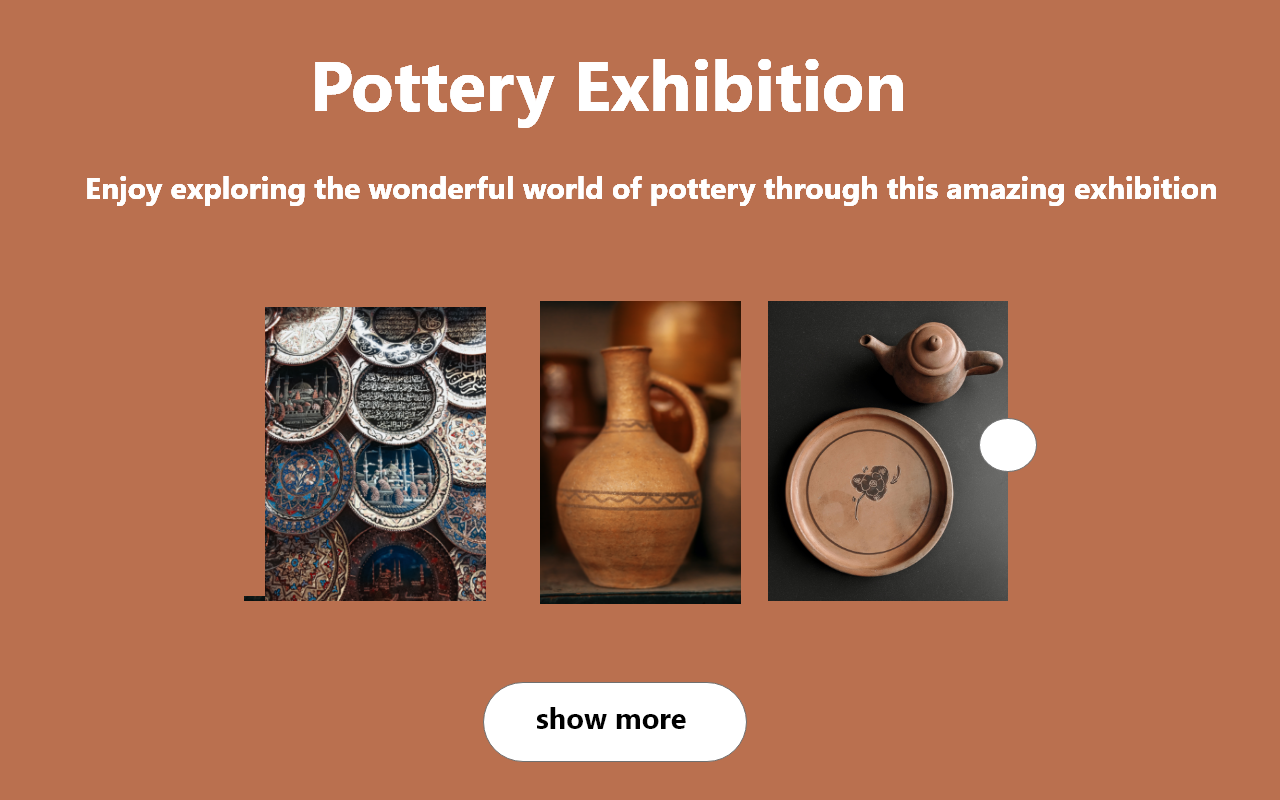 Pottery Exhibition
Enjoy exploring the wonderful world of pottery through this amazing exhibition
show more